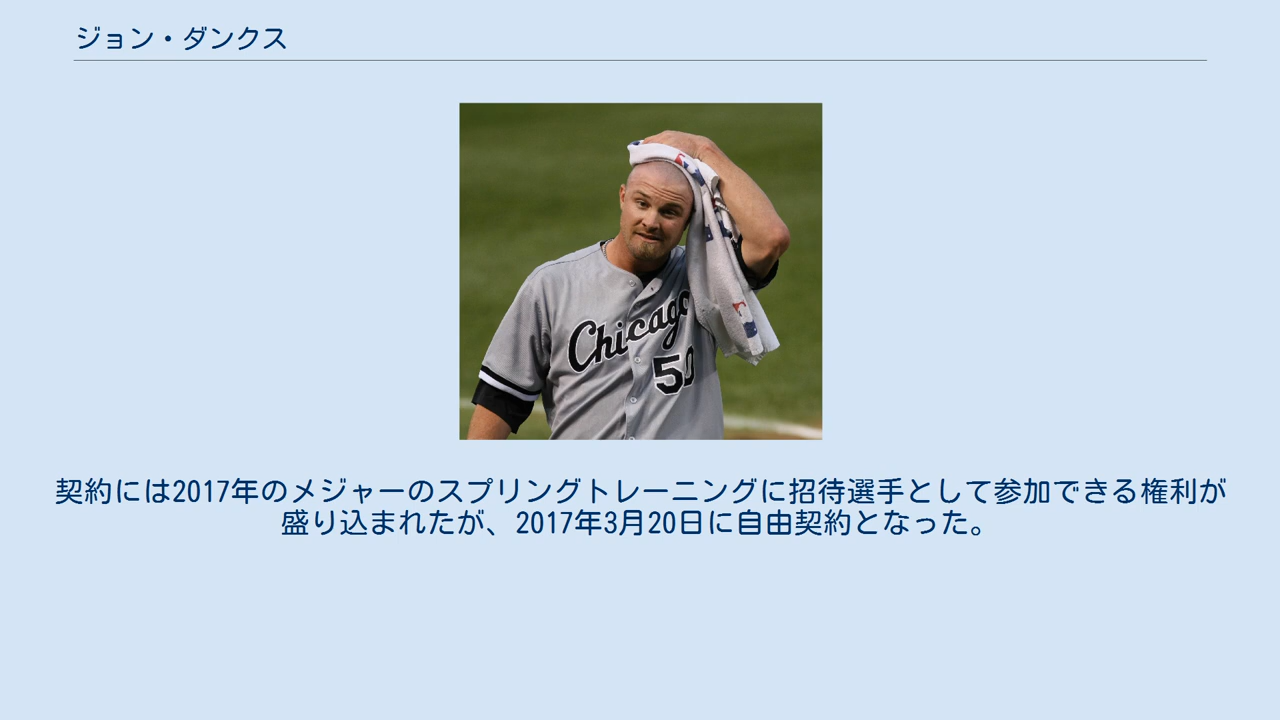 ジョン・ダンクス
Chicago
50
契約には2017年のメジャーのスプリングトレーニングに招待選手として参加できる権利が
盛り込まれたが、2017年3月20日に自由契約となった。